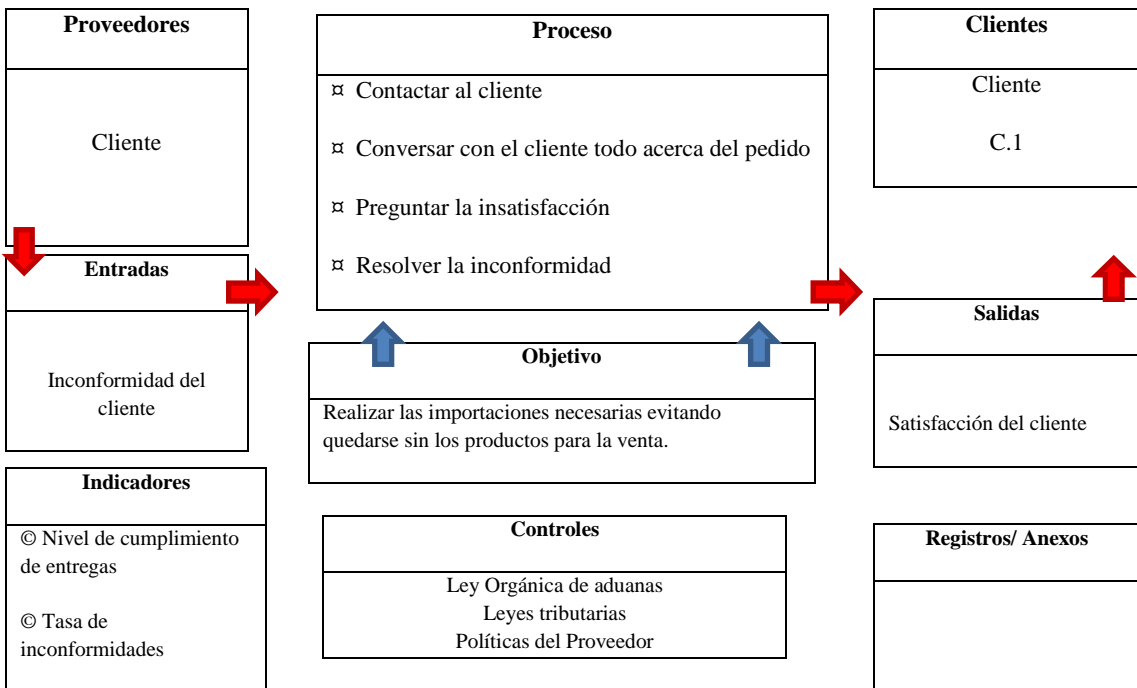 Proveedores
Cliente
Entradas
Inconformidad del
cliente
Indicadores
© Nivel de cumplimiento
de entregas
© Tasa de
inconformidades
Proceso
¤ Contactar al cliente
¤ Conversar con el cliente todo acerca del pedido
¤ Preguntar la insatisfacción
¤ Resolver la inconformidad
Objetivo
Realizar las importaciones necesarias evitando
quedarse sin los productos para la venta.
Controles
Ley Orgánica de aduanas
Leyes tributarias
Políticas del Proveedor
Clientes
Cliente
C.1
Salidas
Satisfacción del cliente
Registros/ Anexos